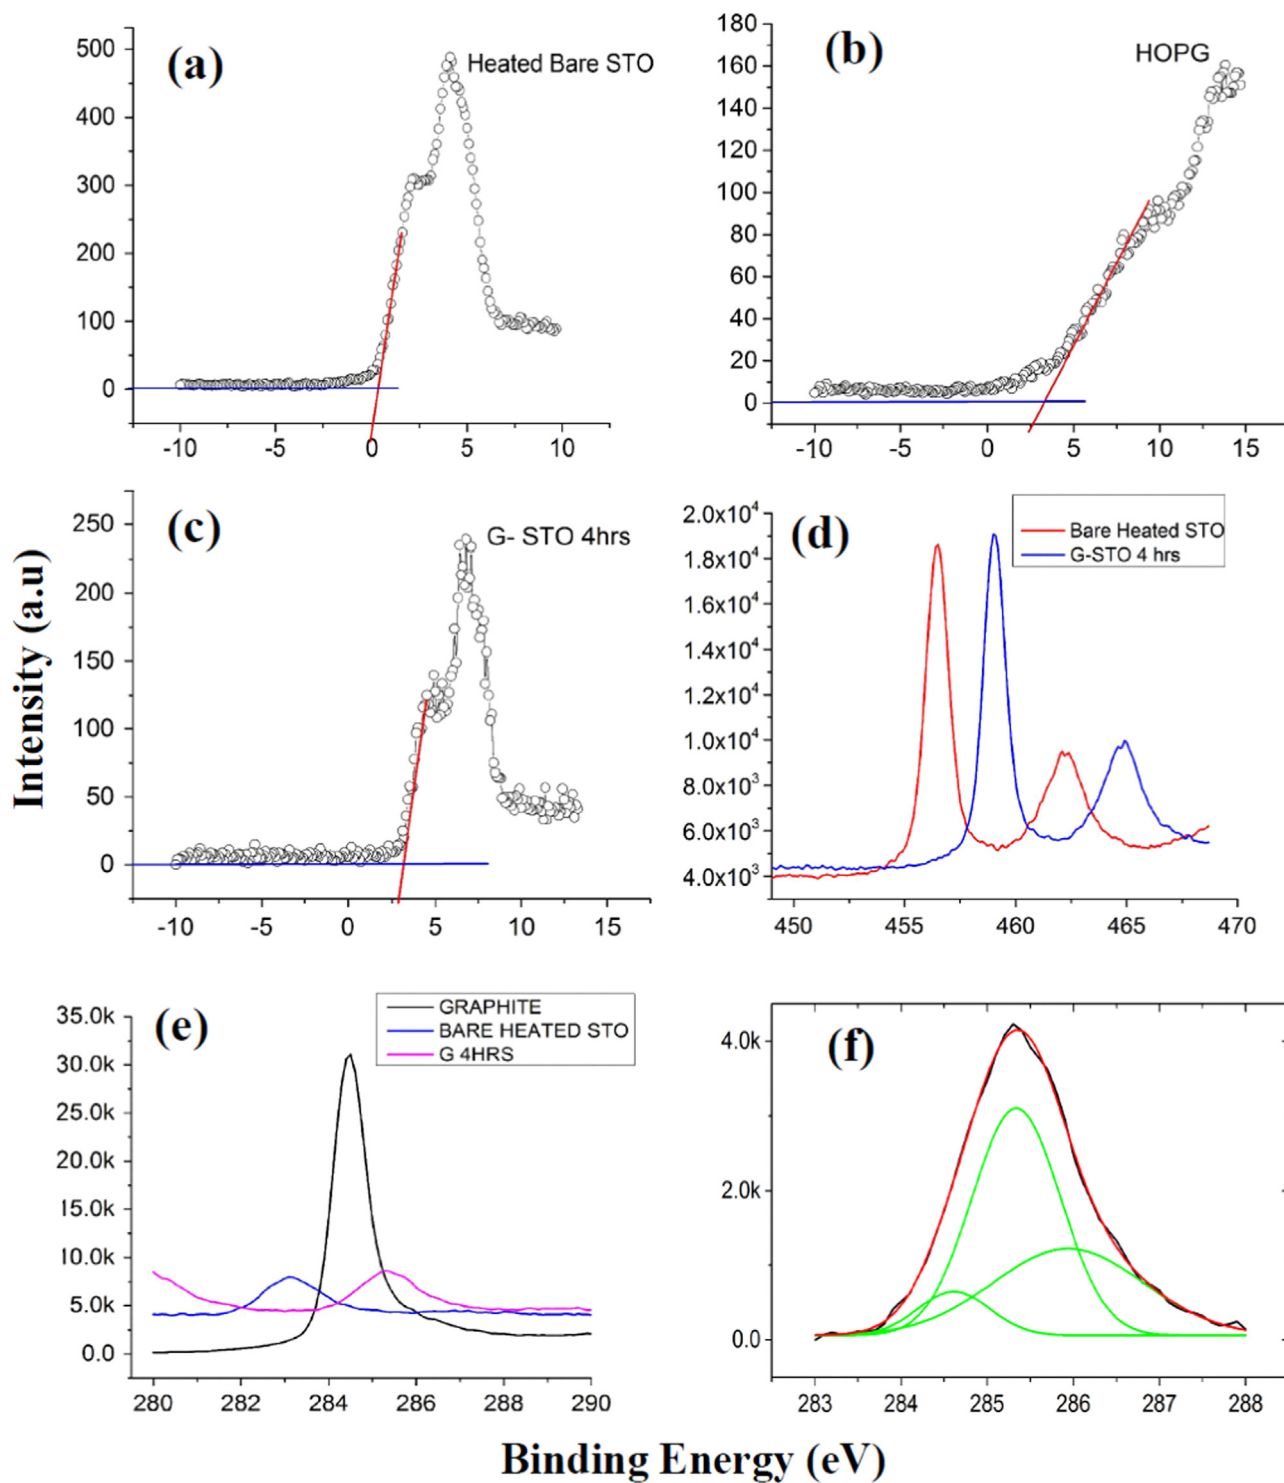 (a)
Heated Bare STO
500
400
300
200
100
0
-10
-5
0
5
10
(b)
HOPG
180
160
140
120
100
80
60
40
20
0
-10
-5
0
5
10
15
(c)
G- STO 4hrs
250
200
150
100
50
0
-10
-5
0
5
10
15
(d)
Bare Heated STO
G-STO 4 hrs
2.0x10⁴
1.8x10⁴
1.6x10⁴
1.4x10⁴
1.2x10⁴
1.0x10⁴
8.0x10³
6.0x10³
4.0x10³
450
455
460
465
470
Intensity (a.u)
(e)
GRAPHITE
BARE HEATED STO
G 4HRS
35.0k
30.0k
25.0k
20.0k
15.0k
10.0k
5.0k
0.0
280
282
284
286
288
290
(f)
4.0k
2.0k
0.0
283
284
285
286
287
288
Binding Energy (eV)